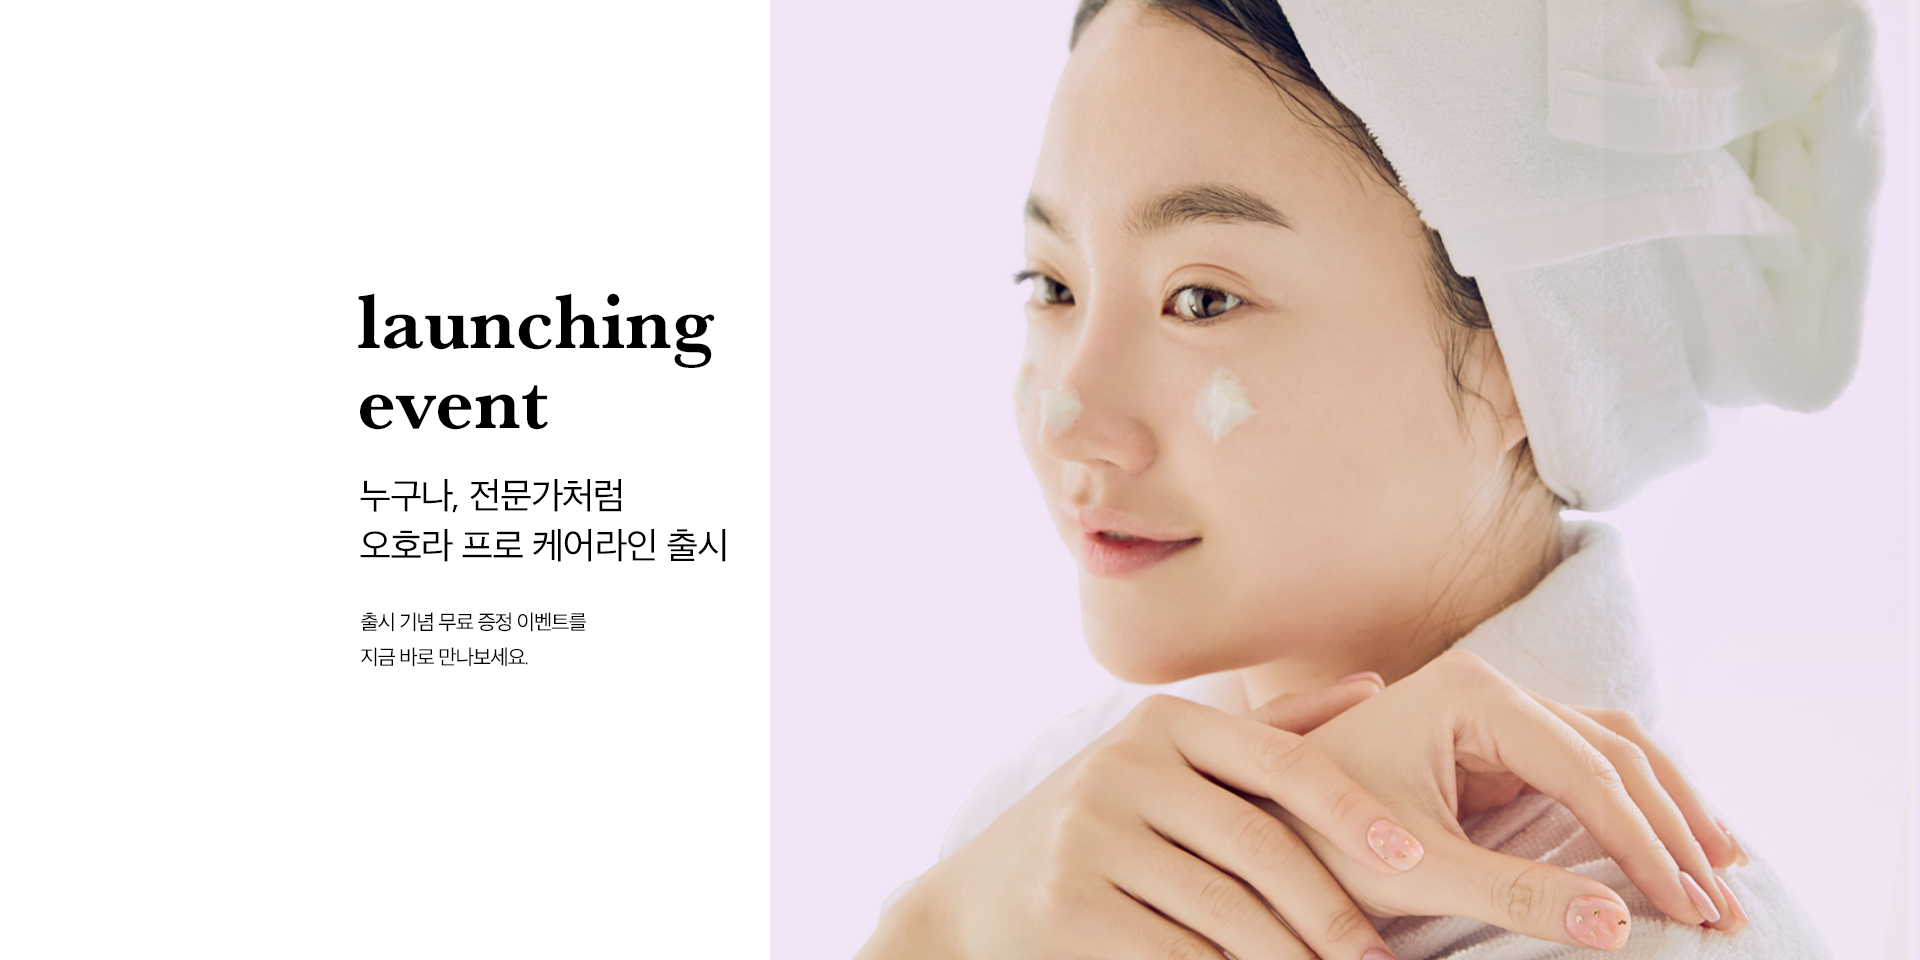 launching
event
누구나, 전문가처럼
오호라 프로 케어라인 출시
출시 기념 무료 증정 이벤트를
지금 바로 만나보세요.